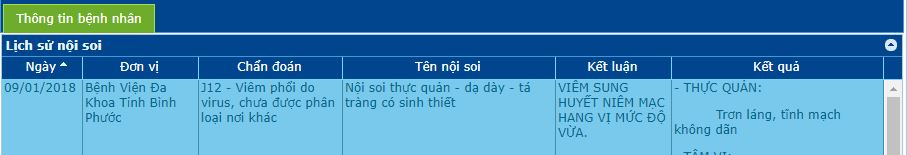 Thông tin bệnh nhân
Lịch sử nội soi
Ngày Đơn vị Chẩn đoán Tên nội soi Kết luận Kết quả
09/01/2018
Bệnh Viện Đa
Khoa Tỉnh Bình
Phước
J12 - Viêm phổi do
virus, chưa được phân
loại nơi khác
Nội soi thực quản - dạ dày - tá
tràng có sinh thiết
VIÊM SUNG
HUYẾT NIÊM MẠC
HANG VỊ MỨC ĐỘ
VỪA.
- THỰC QUẢN:
Trơn láng, tĩnh mạch
không dãn
- TÂM VỊ: